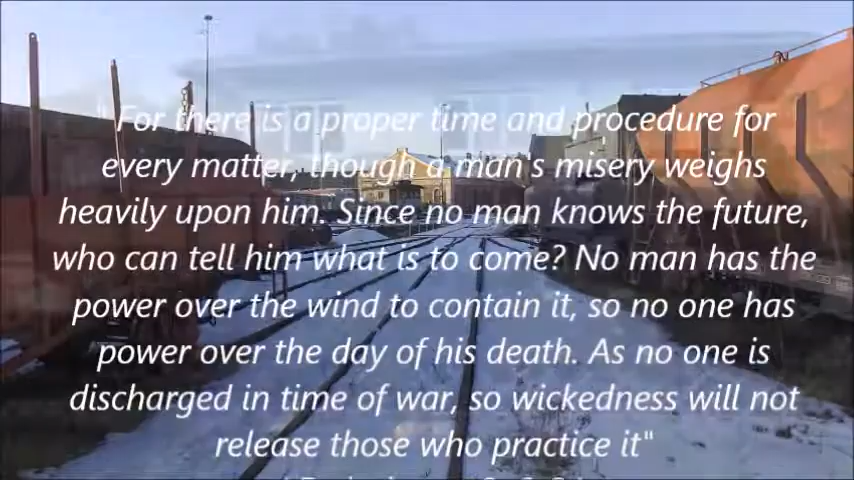 " For there is a proper time and procedure for
every matter, though a man's misery weighs
heavily upon him. Since no man knows the future,
who can tell him what is to come? No man has the
power over the wind to contain it, so no one has
power over the day of his death. As no one is
discharged in time of war, so wickedness will not
release those who practice it"